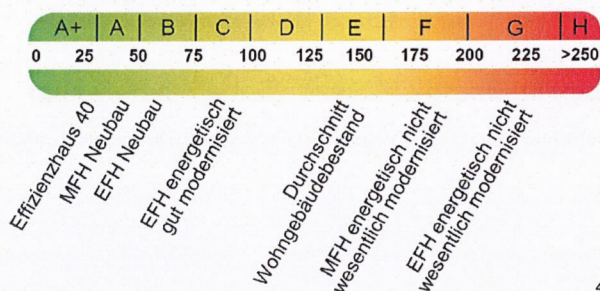 A+ A B C D E F G H
0 25 50 75 100 125 150 175 200 225 >250
Effizienzhaus 40
MFH Neubau
EFH Neubau
EFH energetisch
gut modernisiert
Durchschnitt
Wohngebäudebestand
MFH energetisch nicht
wesentlich modernisiert
EFH energetisch nicht
wesentlich modernisiert